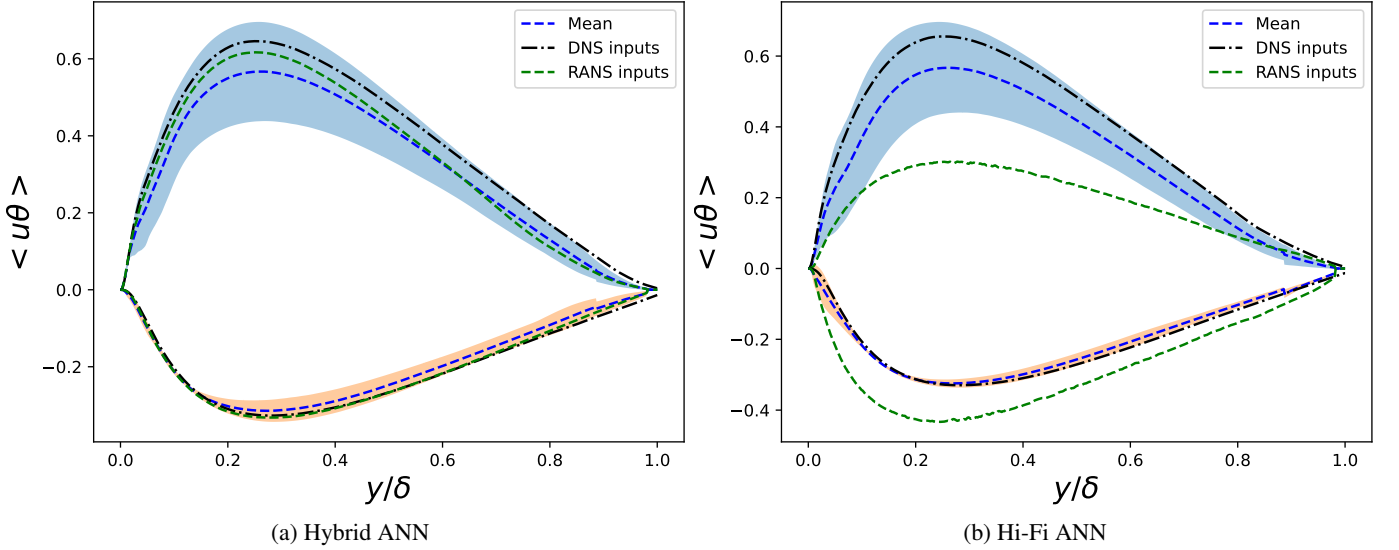 Mean
DNS inputs
RANS inputs
0.6
0.4
0.2
0.0
−0.2
< uθ >
0.0 0.2 0.4 0.6 0.8 1.0
y/δ
(a) Hybrid ANN
Mean
DNS inputs
RANS inputs
0.6
0.4
0.2
0.0
−0.2
−0.4
< uθ >
0.0 0.2 0.4 0.6 0.8 1.0
y/δ
(b) Hi-Fi ANN